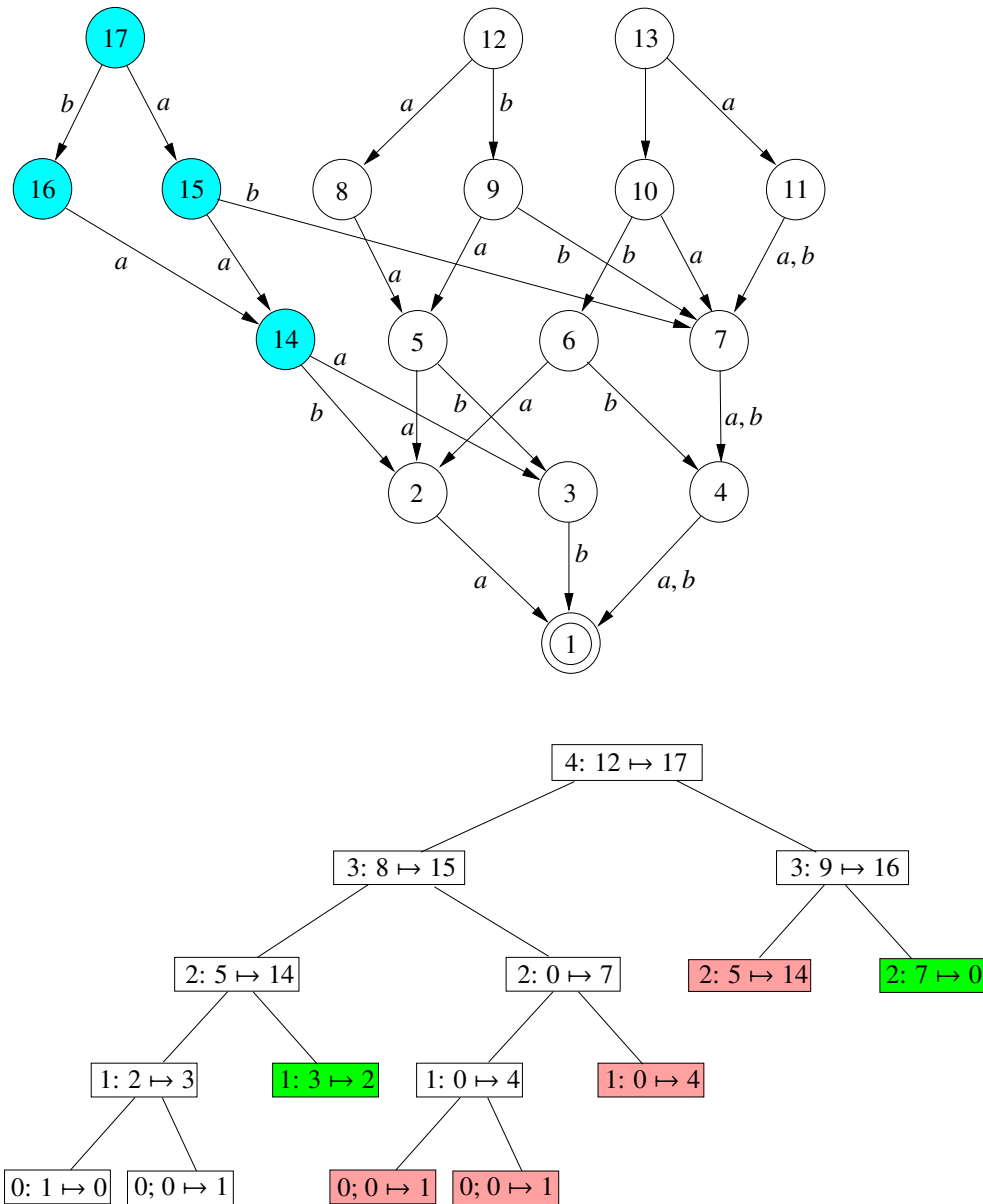 17 12 13
b a a b a
16 15 b 8 9 10 11
a a a a b b a a, b
14 5 6 7
a
b a b a b a, b
2 3 4
a b a, b
1
4: 12 ↦ 17
3: 8 ↦ 15 3: 9 ↦ 16
2: 5 ↦ 14 2: 0 ↦ 7 2: 5 ↦ 14 2: 7 ↦ 0
1: 2 ↦ 3 1: 3 ↦ 2 1: 0 ↦ 4 1: 0 ↦ 4
0: 1 ↦ 0 0; 0 ↦ 1 0; 0 ↦ 1 0; 0 ↦ 1